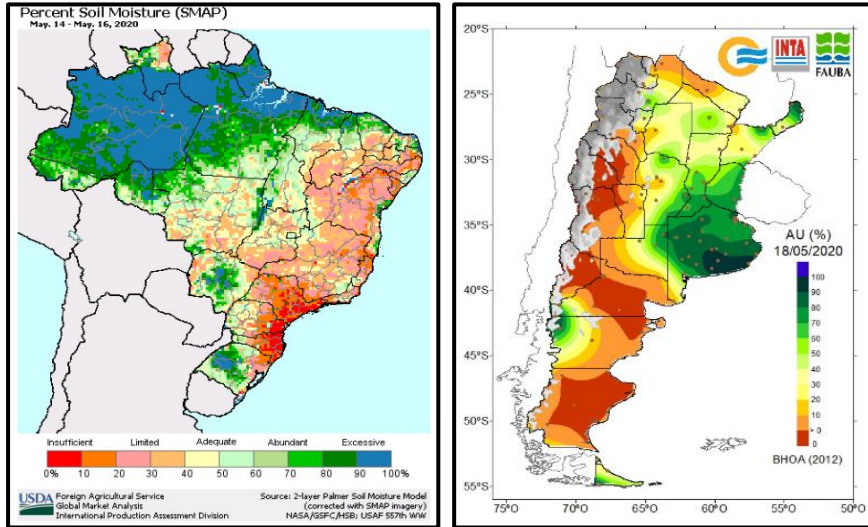 Percent Soil Moisture (SMAP)
May. 14 - May. 16, 2020
Insufficient Limited Adequate Abundant Excessive
0% 10 20 30 40 50 60 70 80 90 100%
USDA Foreign Agricultural Service
Global Market Analysis
International Production Assessment Division
Source: 2-layer Palmer Soil Moisture Model
(corrected with SMAP imagery)
NASA/GSFC/HSB; USAF 557th WW
20°S
25°S
30°S
35°S
40°S
45°S
50°S
55°S
75°O 70°O 65°O 60°O 55°O 50°O
INTA
FAUBA
AU (%)
18/05/2020
100
90
80
70
60
50
40
30
20
10
> 0
0
BHOA (2012)